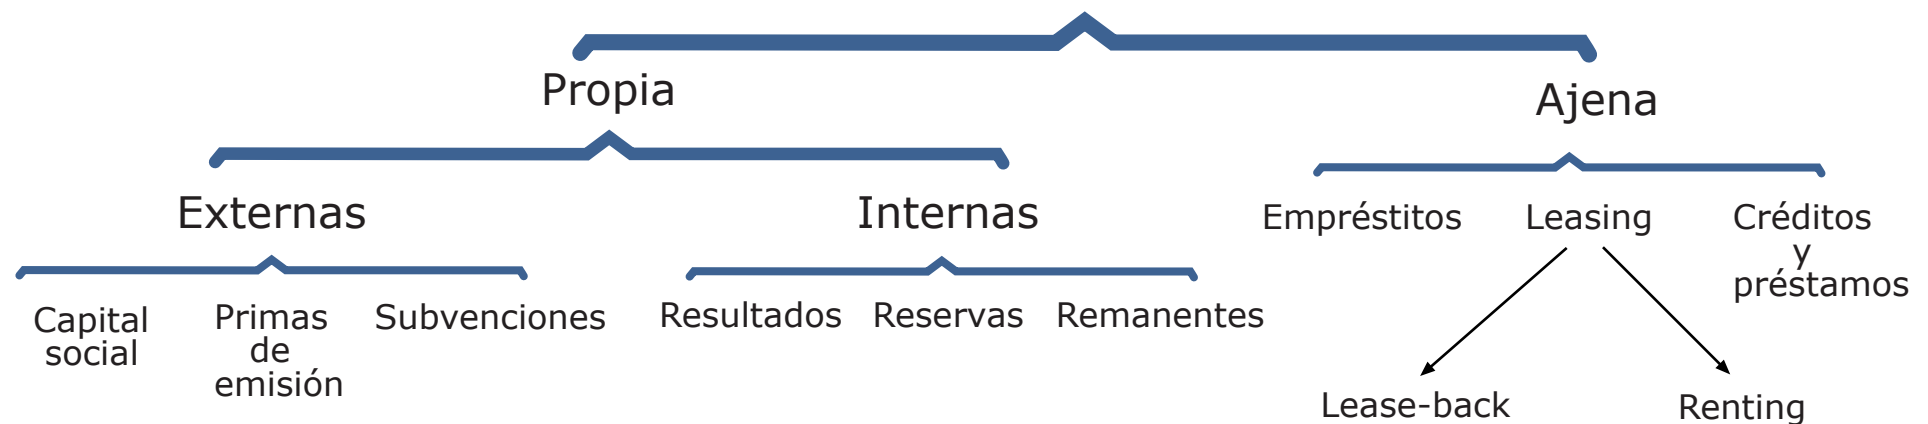 Propia
Ajena
Externas
Internas
Empréstitos
Leasing
Créditos
y
préstamos
Capital
social
Primas
de
emisión
Subvenciones
Resultados
Reservas
Remanentes
Lease-back
Renting